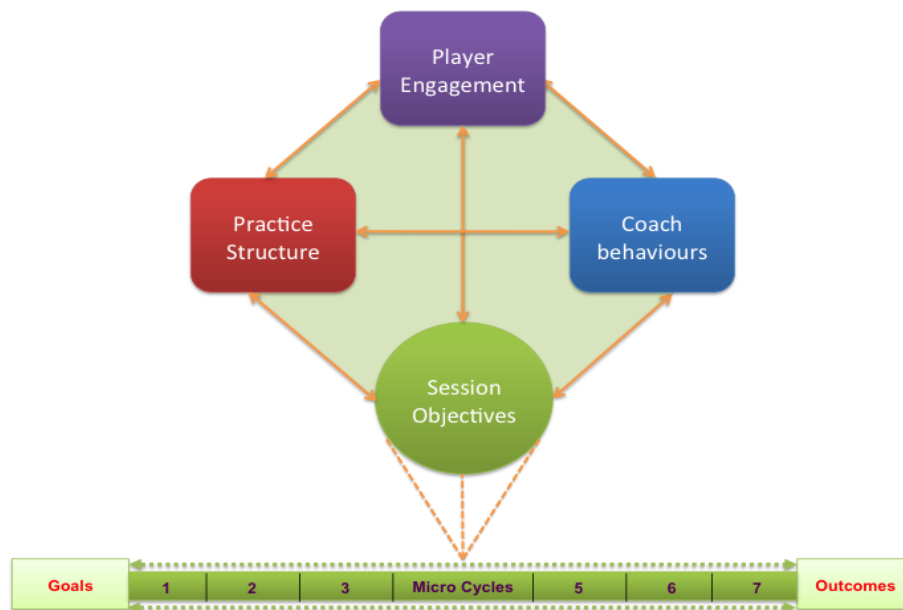 Player
Engagement
Practice
Structure
Coach
behaviours
Session
Objectives
Goals 1 2 3 Micro Cycles 5 6 7 Outcomes